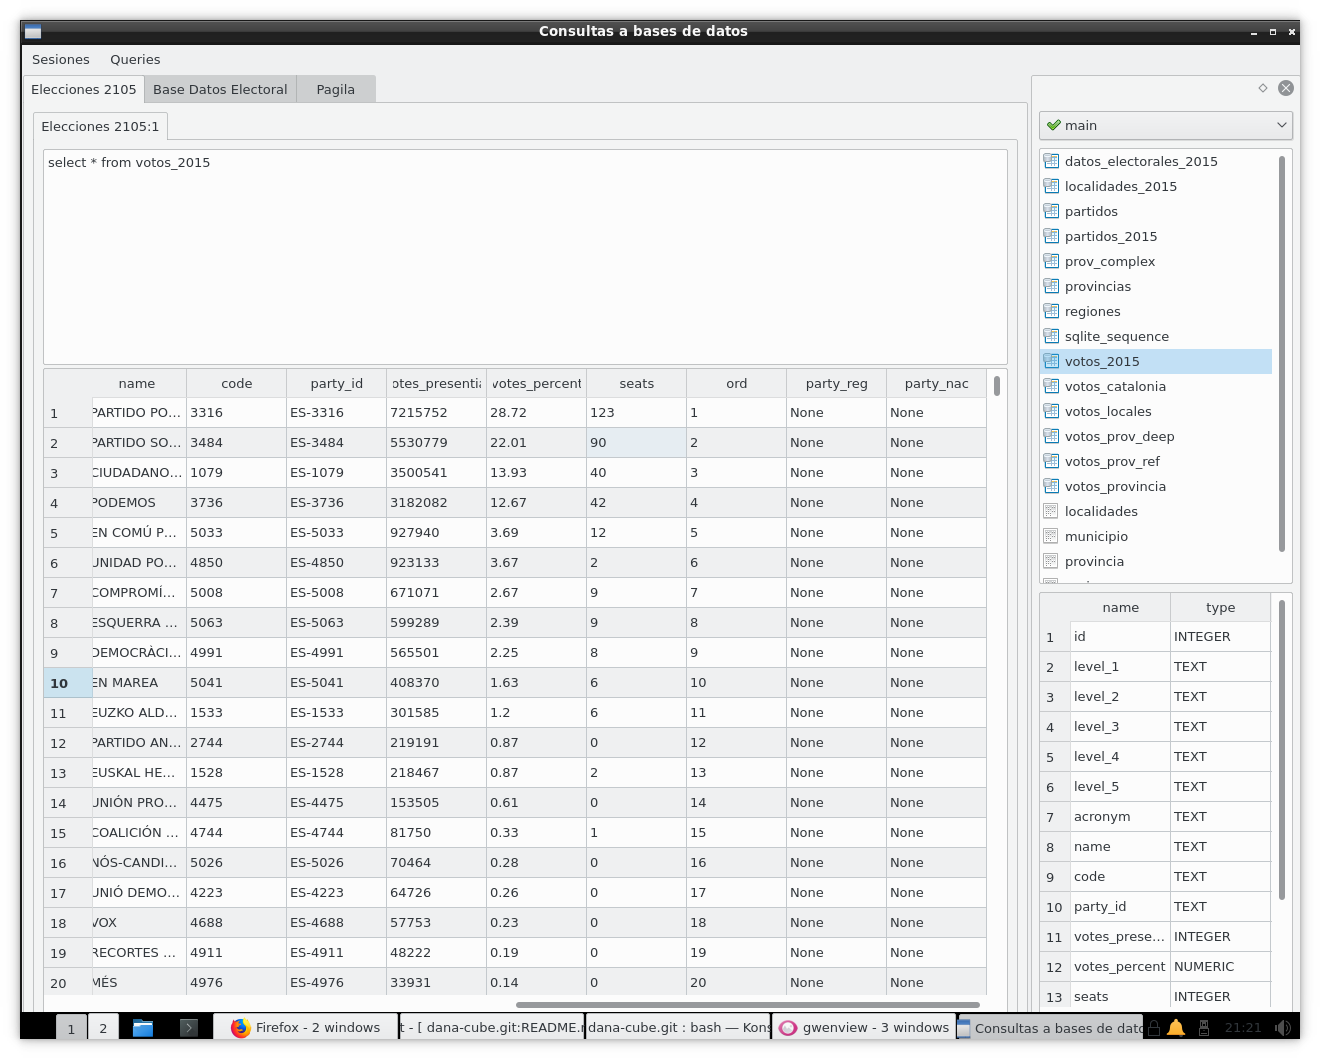 Consultas a bases de datos
Sesiones Queries
Elecciones 2105 Base Datos Electoral Pagila
Elecciones 2105:1
select * from votos_2015
name code party_id otes_presentia votes_percent seats ord party_reg party_nac
1 PARTIDO PO... 3316 ES-3316 7215752 28.72 123 1 None None
2 PARTIDO SO... 3484 ES-3484 5530779 22.01 90 2 None None
3 CIUDADANO... 1079 ES-1079 3500541 13.93 40 3 None None
4 PODEMOS 3736 ES-3736 3182082 12.67 42 4 None None
5 EN COMÚ P... 5033 ES-5033 927940 3.69 12 5 None None
6 UNIDAD PO... 4850 ES-4850 923133 3.67 2 6 None None
7 COMPROMÍ... 5008 ES-5008 671071 2.67 9 7 None None
8 ESQUERRA ... 5063 ES-5063 599289 2.39 9 8 None None
9 DEMOCRÀCI... 4991 ES-4991 565501 2.25 8 9 None None
10 EN MAREA 5041 ES-5041 408370 1.63 6 10 None None
11 EUZKO ALD... 1533 ES-1533 301585 1.2 6 11 None None
12 PARTIDO AN... 2744 ES-2744 219191 0.87 0 12 None None
13 EUSKAL HE... 1528 ES-1528 218467 0.87 2 13 None None
14 UNIÓN PRO... 4475 ES-4475 153505 0.61 0 14 None None
15 COALICIÓN ... 4744 ES-4744 81750 0.33 1 15 None None
16 NÓS-CANDI... 5026 ES-5026 70464 0.28 0 16 None None
17 UNIÓ DEMO... 4223 ES-4223 64726 0.26 0 17 None None
18 VOX 4688 ES-4688 57753 0.23 0 18 None None
19 RECORTES ... 4911 ES-4911 48222 0.19 0 19 None None
20 MÉS 4976 ES-4976 33931 0.14 0 20 None None
main
datos_electorales_2015
localidades_2015
partidos
partidos_2015
prov_complex
provincias
regiones
sqlite_sequence
votos_2015
votos_catalonia
votos_locales
votos_prov_deep
votos_prov_ref
votos_provincia
localidades
municipio
provincia
name type
1 id INTEGER
2 level_1 TEXT
3 level_2 TEXT
4 level_3 TEXT
5 level_4 TEXT
6 level_5 TEXT
7 acronym TEXT
8 name TEXT
9 code TEXT
10 party_id TEXT
11 votes_prese... INTEGER
12 votes_percent NUMERIC
13 seats INTEGER
1 2 Firefox - 2 windows t - [ dana-cube.git:README.r dana-cube.git : bash — Kons gwenview - 3 windows Consultas a bases de dato 21:21